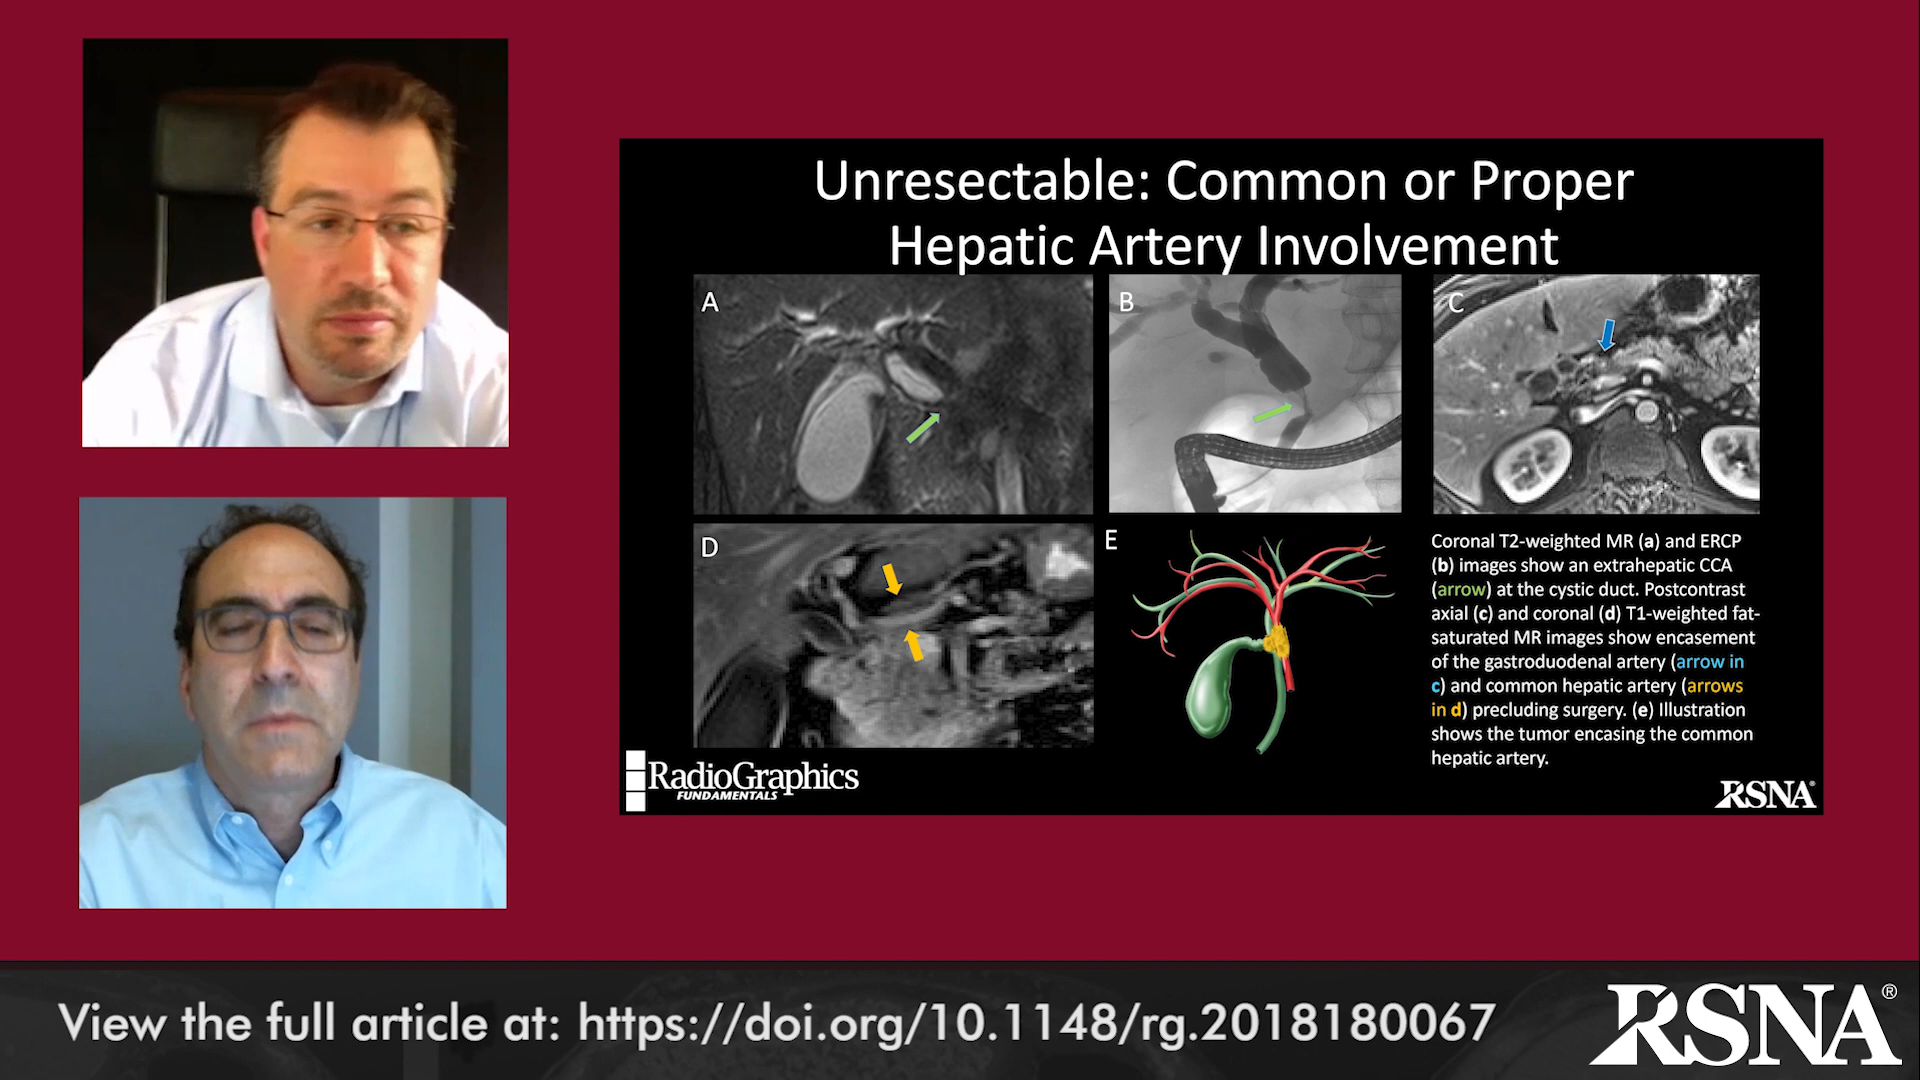 Unresectable: Common or Proper
Hepatic Artery Involvement
A
B
C
D
E
Coronal T2-weighted MR (a) and ERCP
(b) images show an extrahepatic CCA
(arrow) at the cystic duct. Postcontrast
axial (c) and coronal (d) T1-weighted fat-
saturated MR images show encasement
of the gastroduodenal artery (arrow in
c) and common hepatic artery (arrows
in d) precluding surgery. (e) Illustration
shows the tumor encasing the common
hepatic artery.
RadioGraphics
FUNDAMENTALS
RSNA®
View the full article at: https://doi.org/10.1148/rg.2018180067
RSNA®